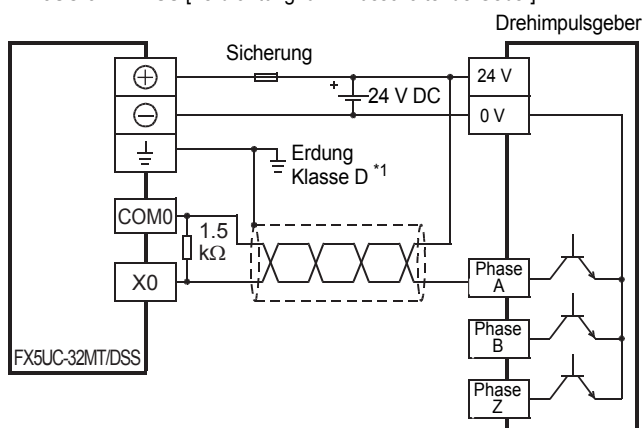 Drehimpulsgeber
Sicherung
24 V
+
24 V DC
0 V
Erdung
Klasse D *1
COM0
1.5
kΩ
X0
Phase
A
Phase
B
Phase
Z
FX5UC-32MT/DSS